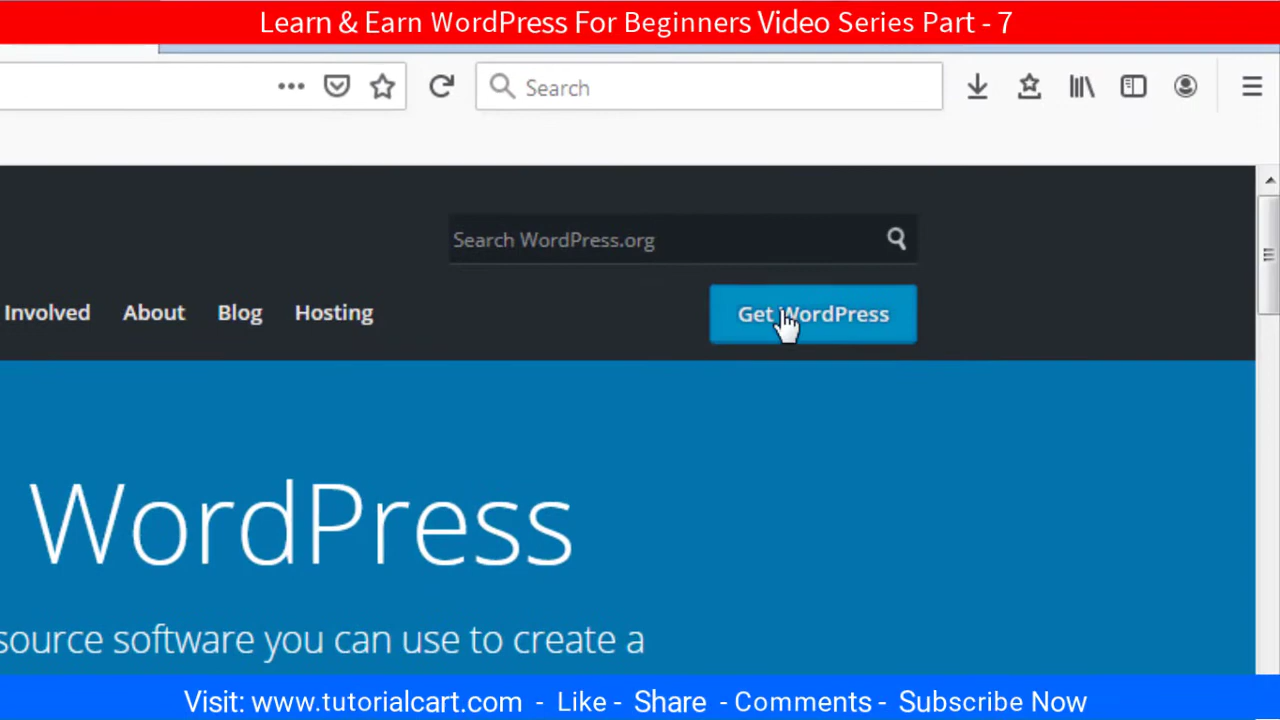 Learn & Earn WordPress For Beginners Video Series Part - 7
Search
Search WordPress.org
Involved About Blog Hosting Get WordPress
WordPress
source software you can use to create a
Visit: www.tutorialcart.com - Like - Share - Comments - Subscribe Now